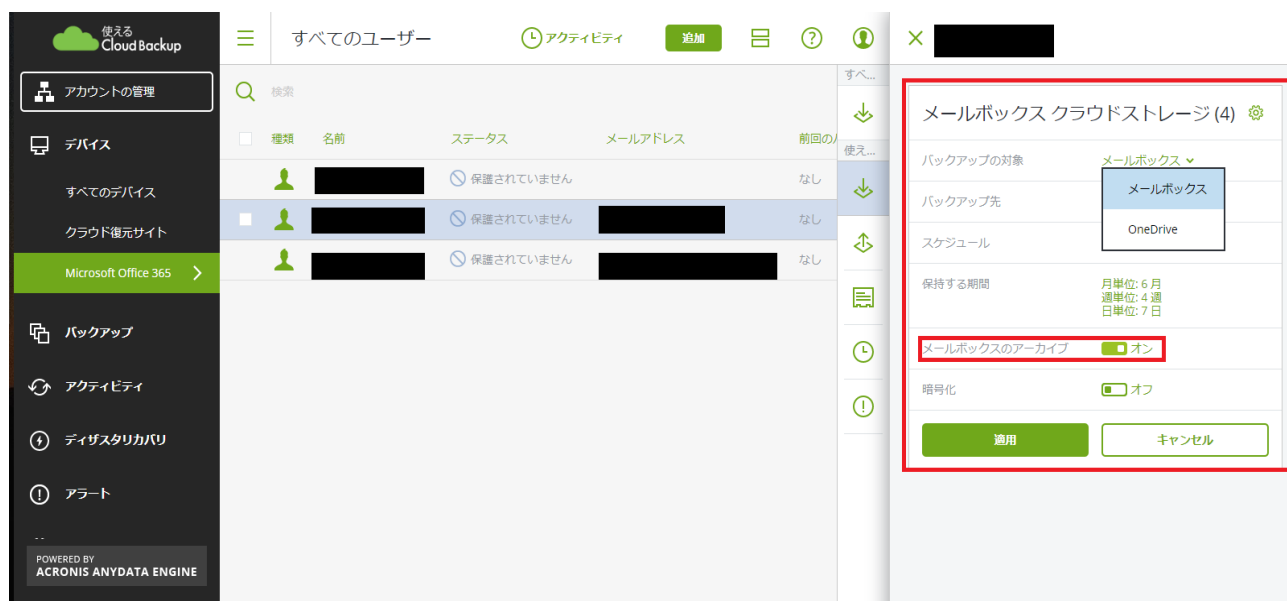 使える
Cloud Backup
アカウントの管理
デバイス
すべてのデバイス
クラウド復元サイト
Microsoft Office 365
バックアップ
アクティビティ
ディザスタリカバリ
アラート
POWERED BY
ACRONIS ANYDATA ENGINE
すべてのユーザー
アクティビティ
追加
検索
種類 名前 ステータス メールアドレス 前回の
保護されていません なし
保護されていません なし
保護されていません なし
すべ...
使え...
メールボックス クラウドストレージ (4)
バックアップの対象 メールボックス
メールボックス
OneDrive
バックアップ先
スケジュール
保持する期間 月単位: 6 月
週単位: 4 週
日単位: 7 日
メールボックスのアーカイブ オン
暗号化 オフ
適用 キャンセル